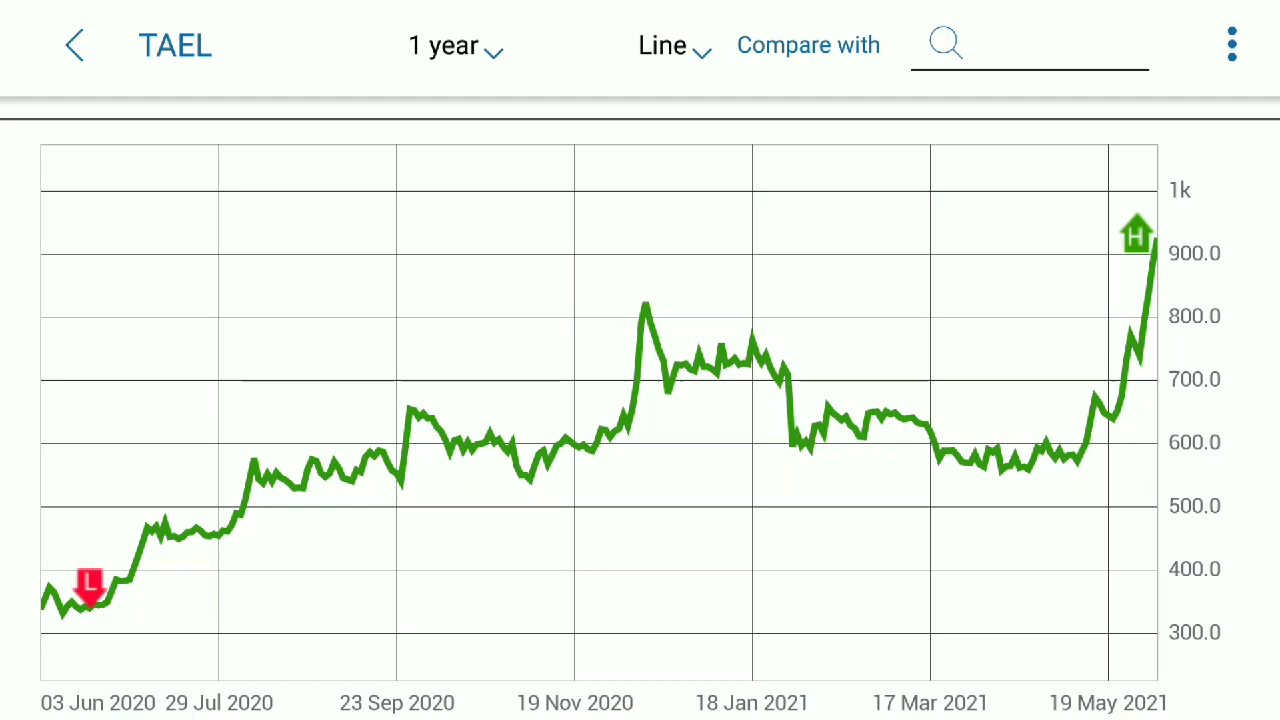 TAEL 1 year Line Compare with
H
1k
900.0
800.0
700.0
600.0
500.0
L
400.0
300.0
03 Jun 2020 29 Jul 2020 23 Sep 2020 19 Nov 2020 18 Jan 2021 17 Mar 2021 19 May 2021